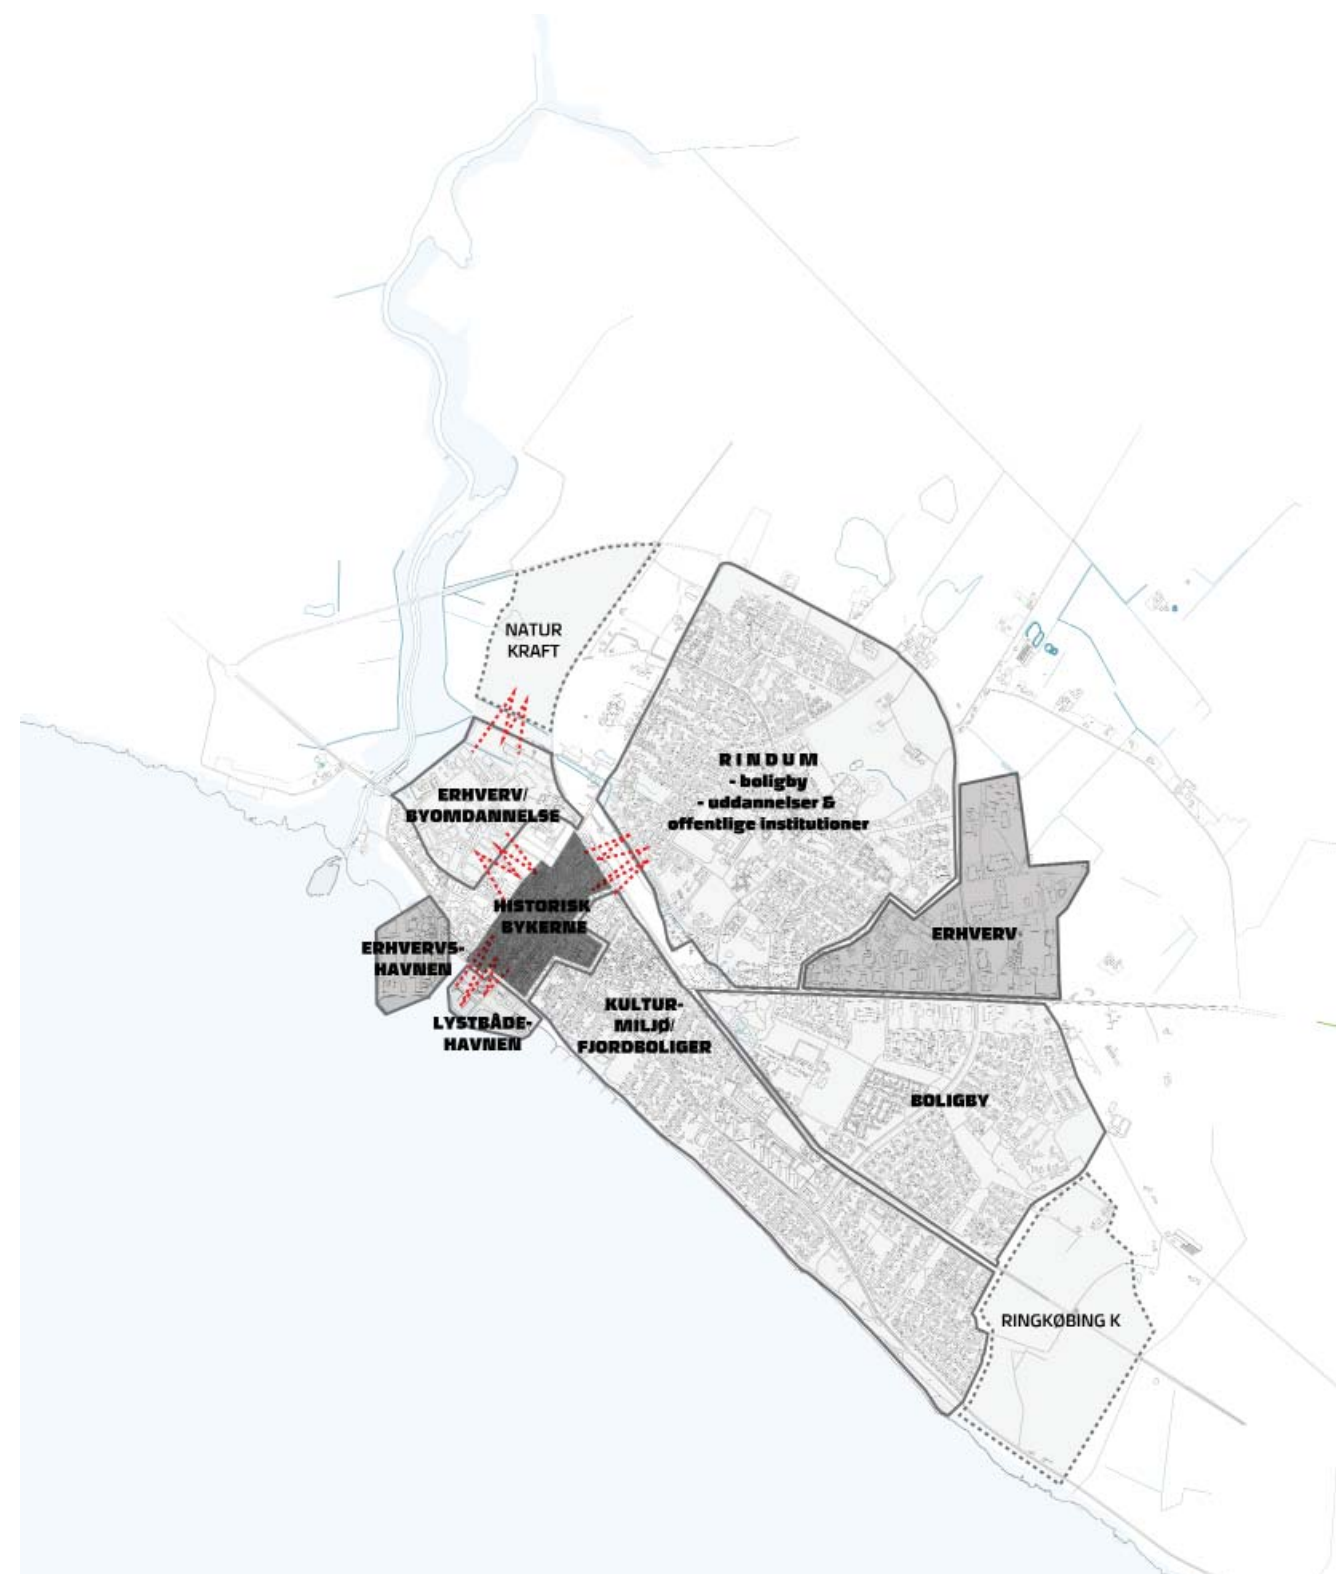 NATUR
KRAFT
RINDUM
- boligby
- uddannelser &
offentlige institutioner
ERHVERV/
BYOMDANNELSE
HISTORISK
BYKERNE
ERHVERV
ERHVERVS-
HAVNEN
LYSTBÅDE-
HAVNEN
KULTUR-
MILJØ/
FJORDBOLIGER
BOLIGBY
RINGKØBING K